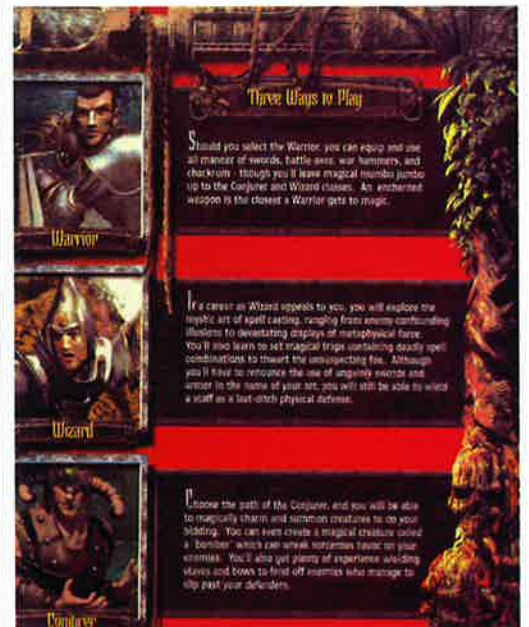 Three Ways to Play
Warrior
Should you select the Warrior, you can equip and use
all manner of swords, battle-axes, war hammers, and
chackrum - though you'll leave magical mumbo jumbo
up to the Conjurer and Wizard classes. An enchanted
weapon is the closest a Warrior gets to magic.
Wizard
If a career as Wizard appeals to you, you will explore the
mystic art of spell casting, ranging from enemy-confounding
illusions to devastating displays of metaphysical force.
You'll also learn to set magical traps containing deadly spell
combinations to thwart the unsuspecting foe. Although
you'll have to renounce the use of ungainly swords and
armor in the name of your art, you will still be able to wield
a staff as a last-ditch physical defense.
Conjurer
Choose the path of the Conjurer, and you will be able
to magically charm and summon creatures to do your
bidding. You can even create a magical creature called
a 'bomber' which can wreak sorcerous havoc on your
enemies. You'll also get plenty of experience wielding
staves and bows to fend off enemies who manage to
slip past your defenders.